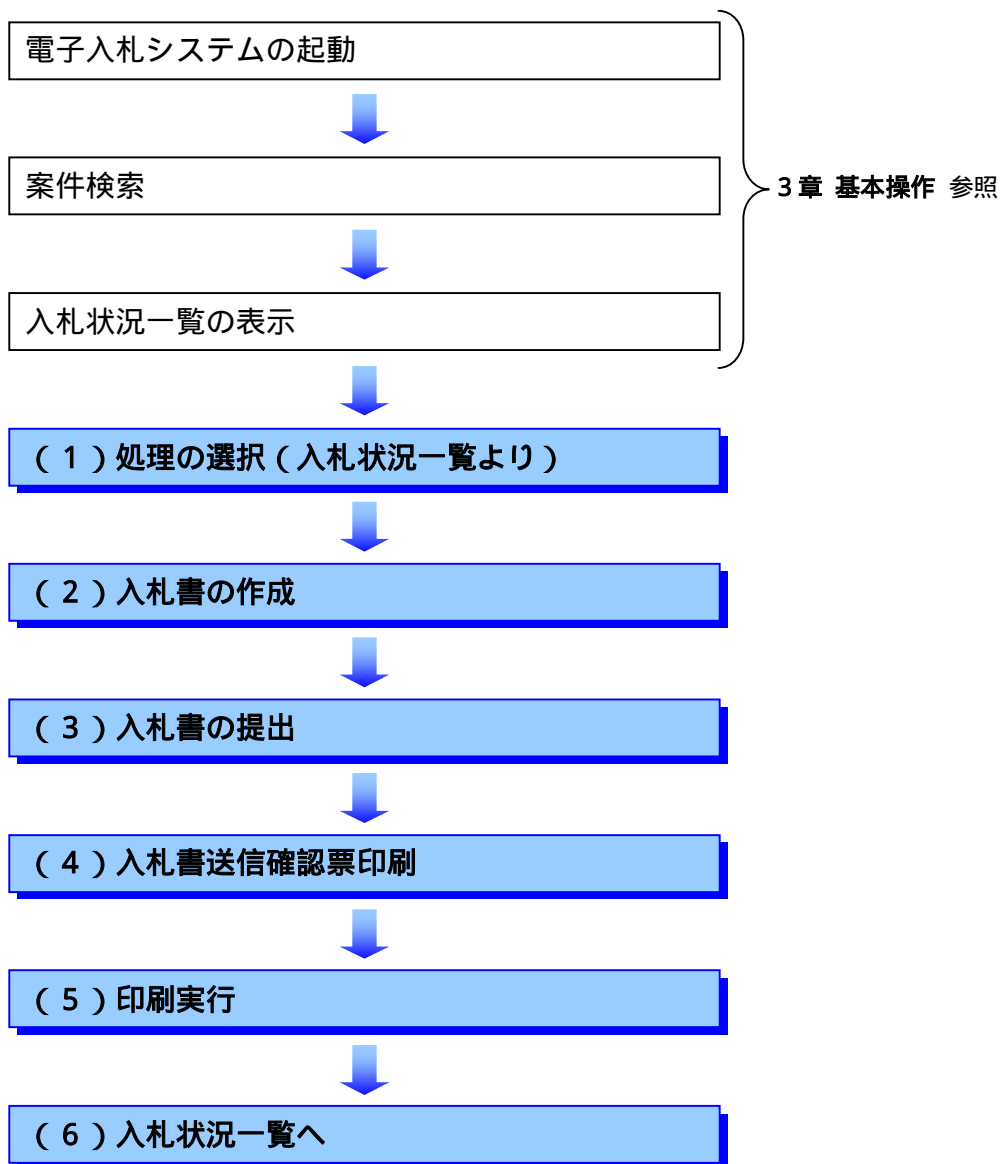 電子入札システムの起動
案件検索
3章 基本操作 参照
入札状況一覧の表示
(1)処理の選択(入札状況一覧より)
(2)入札書の作成
(3)入札書の提出
(4)入札書送信確認票印刷
(5)印刷実行
(6)入札状況一覧へ